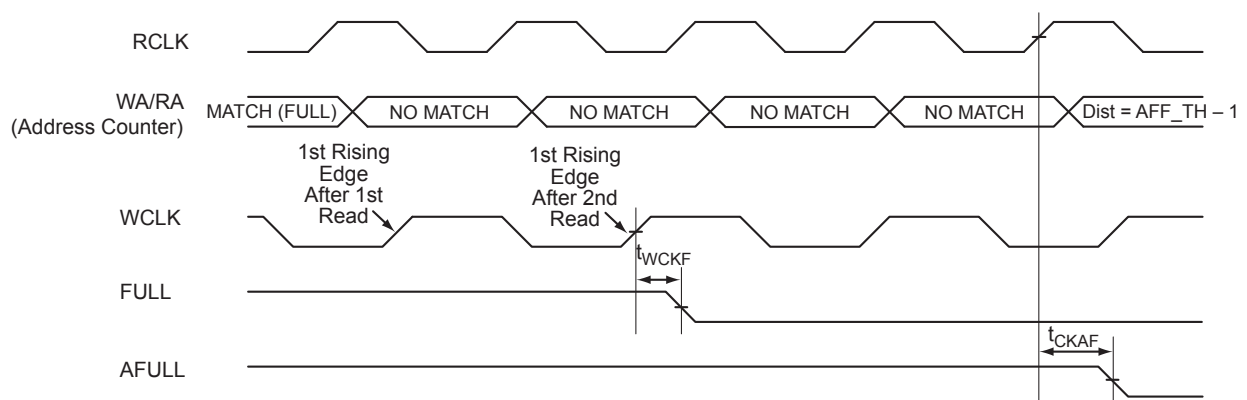 RCLK
WA/RA
(Address Counter)
MATCH (FULL)
NO MATCH
NO MATCH
NO MATCH
NO MATCH
Dist = AFF_TH – 1
1st Rising
Edge
After 1st
Read
1st Rising
Edge
After 2nd
Read
WCLK
tWCKF
FULL
tCKAF
AFULL